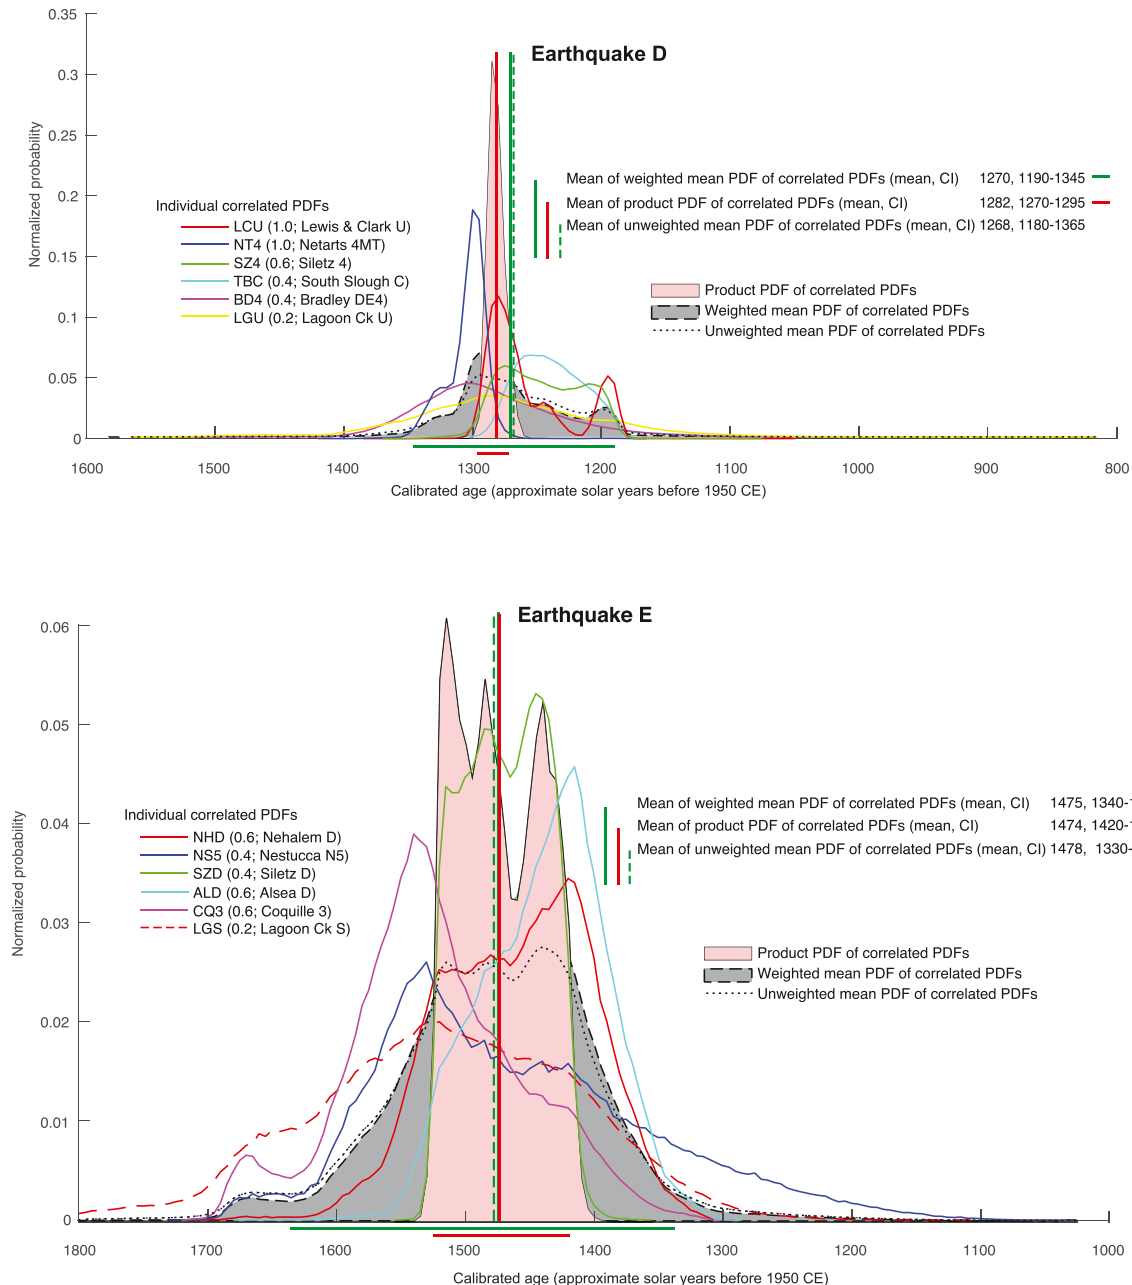 Earthquake D
0.35
0.3
0.25
0.2
0.15
0.1
0.05
0
Normalized probability
Individual correlated PDFs
LCU (1.0; Lewis & Clark U)
NT4 (1.0; Netarts 4MT)
SZ4 (0.6; Siletz 4)
TBC (0.4; South Slough C)
BD4 (0.4; Bradley DE4)
LGU (0.2; Lagoon Ck U)
Mean of weighted mean PDF of correlated PDFs (mean, CI) 1270, 1190-1345
Mean of product PDF of correlated PDFs (mean, CI) 1282, 1270-1295
Mean of unweighted mean PDF of correlated PDFs (mean, CI) 1268, 1180-1365
Product PDF of correlated PDFs
Weighted mean PDF of correlated PDFs
Unweighted mean PDF of correlated PDFs
1600 1500 1400 1300 1200 1100 1000 900 800
Calibrated age (approximate solar years before 1950 CE)
Earthquake E
0.06
0.05
0.04
0.03
0.02
0.01
0
Normalized probability
Individual correlated PDFs
NHD (0.6; Nehalem D)
NS5 (0.4; Nestucca N5)
SZD (0.4; Siletz D)
ALD (0.6; Alsea D)
CQ3 (0.6; Coquille 3)
LGS (0.2; Lagoon Ck S)
Mean of weighted mean PDF of correlated PDFs (mean, CI) 1475, 1340-1
Mean of product PDF of correlated PDFs (mean, CI) 1474, 1420-1
Mean of unweighted mean PDF of correlated PDFs (mean, CI) 1478, 1330-
Product PDF of correlated PDFs
Weighted mean PDF of correlated PDFs
Unweighted mean PDF of correlated PDFs
1800 1700 1600 1500 1400 1300 1200 1100 1000
Calibrated age (approximate solar years before 1950 CE)